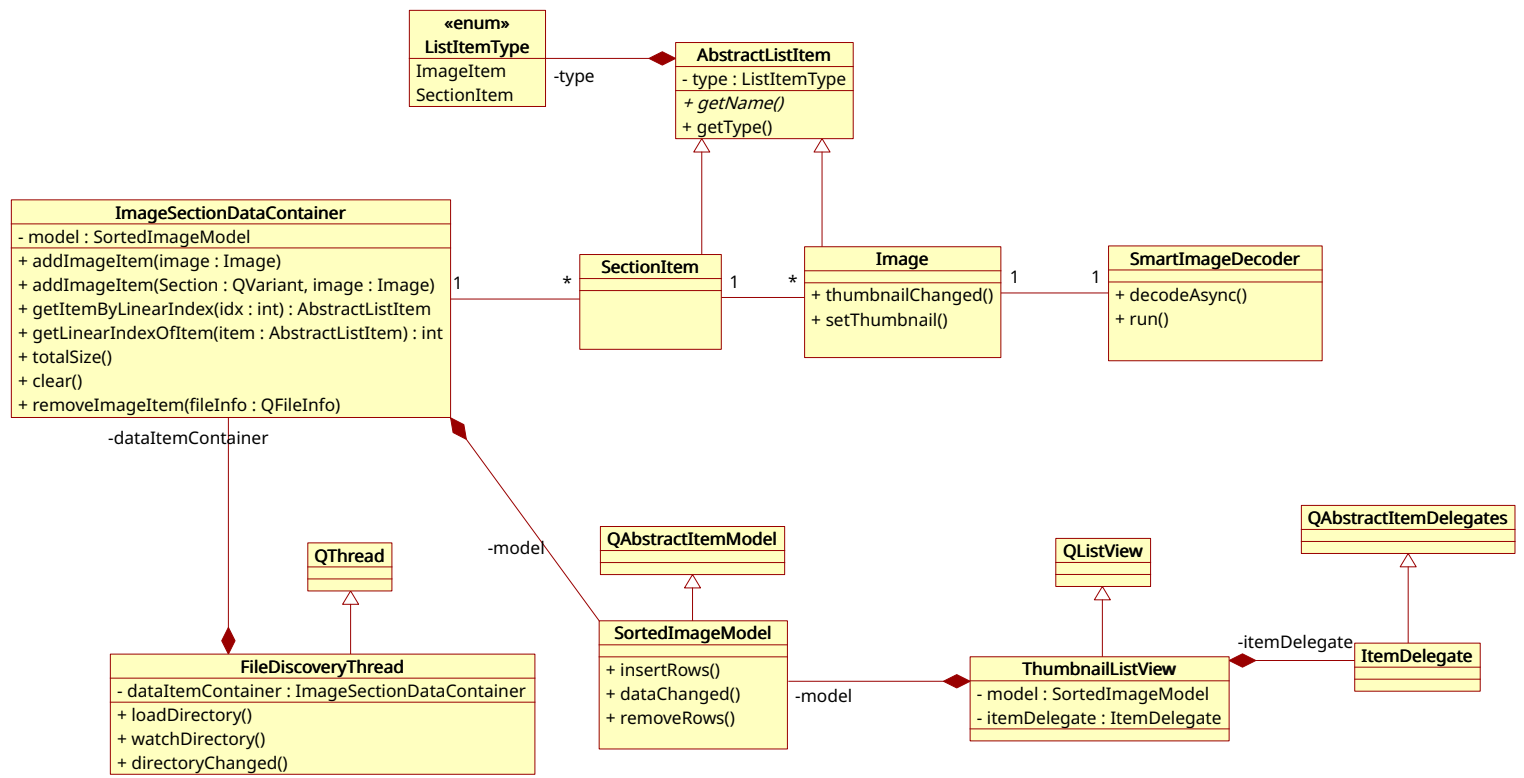 «enum»
ListItemType
ImageItem
SectionItem
-type
AbstractListItem
- type : ListItemType
+ getName()
+ getType()
ImageSectionDataContainer
- model : SortedImageModel
+ addImageItem(image : Image)
+ addImageItem(Section : QVariant, image : Image)
+ getItemByLinearIndex(idx : int) : AbstractListItem
+ getLinearIndexOfItem(item : AbstractListItem) : int
+ totalSize()
+ clear()
+ removeImageItem(fileInfo : QFileInfo)
1
*
SectionItem
1
*
Image
+ thumbnailChanged()
+ setThumbnail()
1
1
SmartImageDecoder
+ decodeAsync()
+ run()
-dataItemContainer
-model
QThread
FileDiscoveryThread
- dataItemContainer : ImageSectionDataContainer
+ loadDirectory()
+ watchDirectory()
+ directoryChanged()
QAbstractItemModel
SortedImageModel
+ insertRows()
+ dataChanged()
+ removeRows()
-model
QListView
ThumbnailListView
- model : SortedImageModel
- itemDelegate : ItemDelegate
QAbstractItemDelegates
-itemDelegate
ItemDelegate